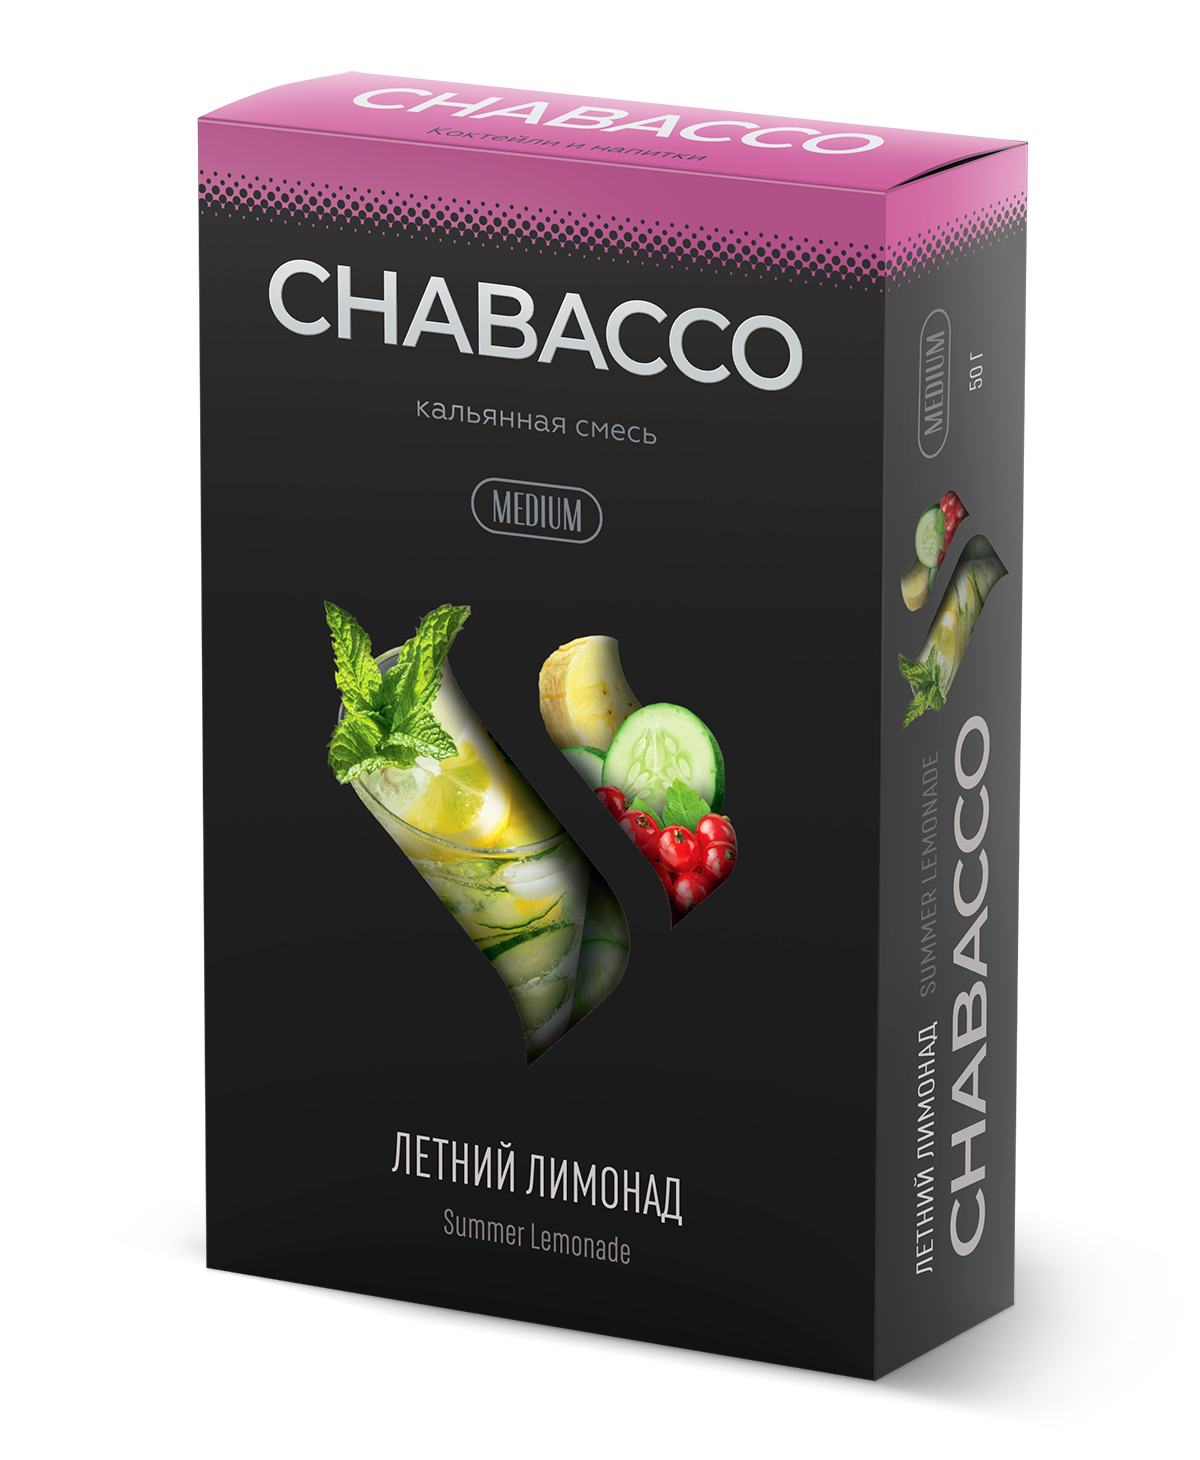 CHABACCO
Коктейли и напитки
CHABACCO
кальянная смесь
MEDIUM
ЛЕТНИЙ ЛИМОНАД
Summer Lemonade
MEDIUM
50 г
ЛЕТНИЙ ЛИМОНАД SUMMER LEMONADE
CHABACCO